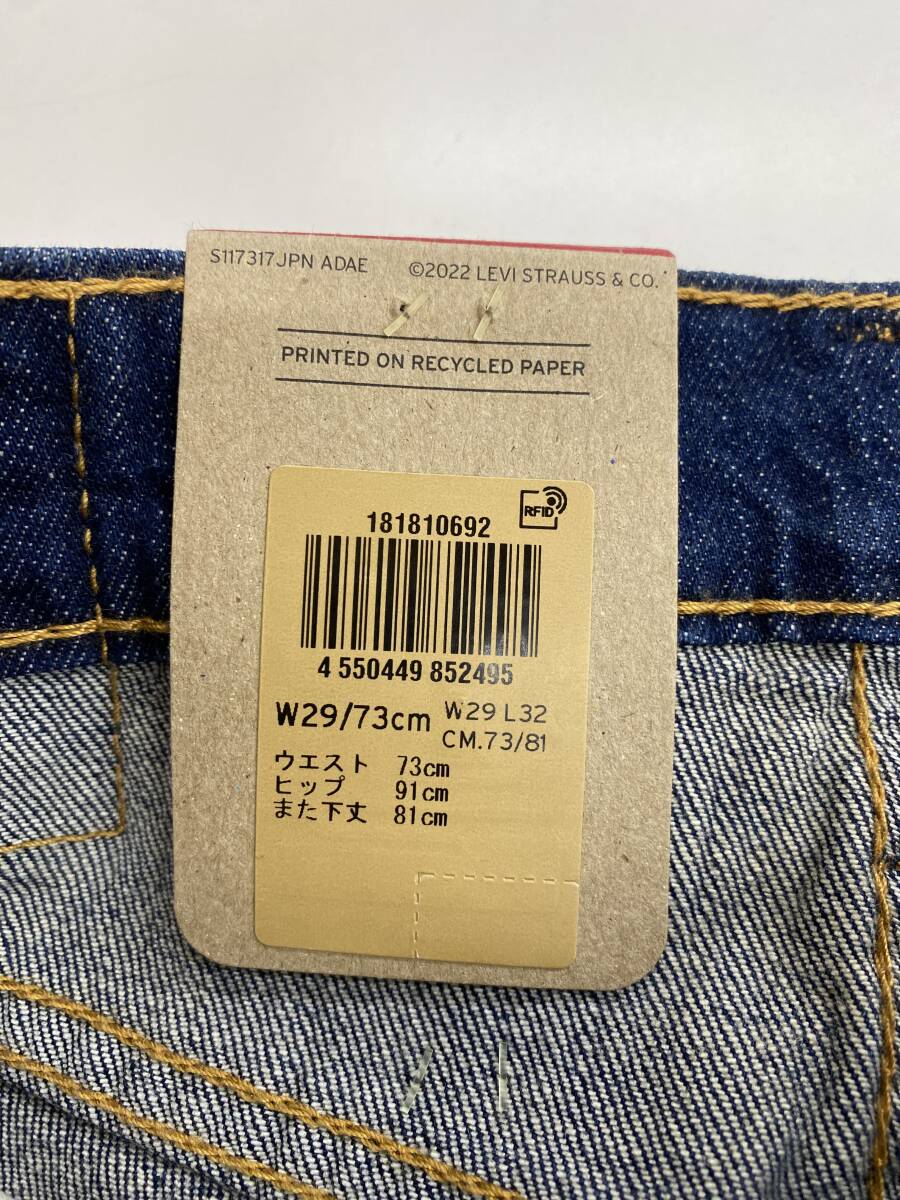 S117317JPN ADAE ©2022 LEVI STRAUSS & CO.
PRINTED ON RECYCLED PAPER
RFID
181810692
4 550449 852495
W29/73cm W29 L32
CM.73/81
ウエスト 73cm
ヒップ 91cm
また下丈 81cm